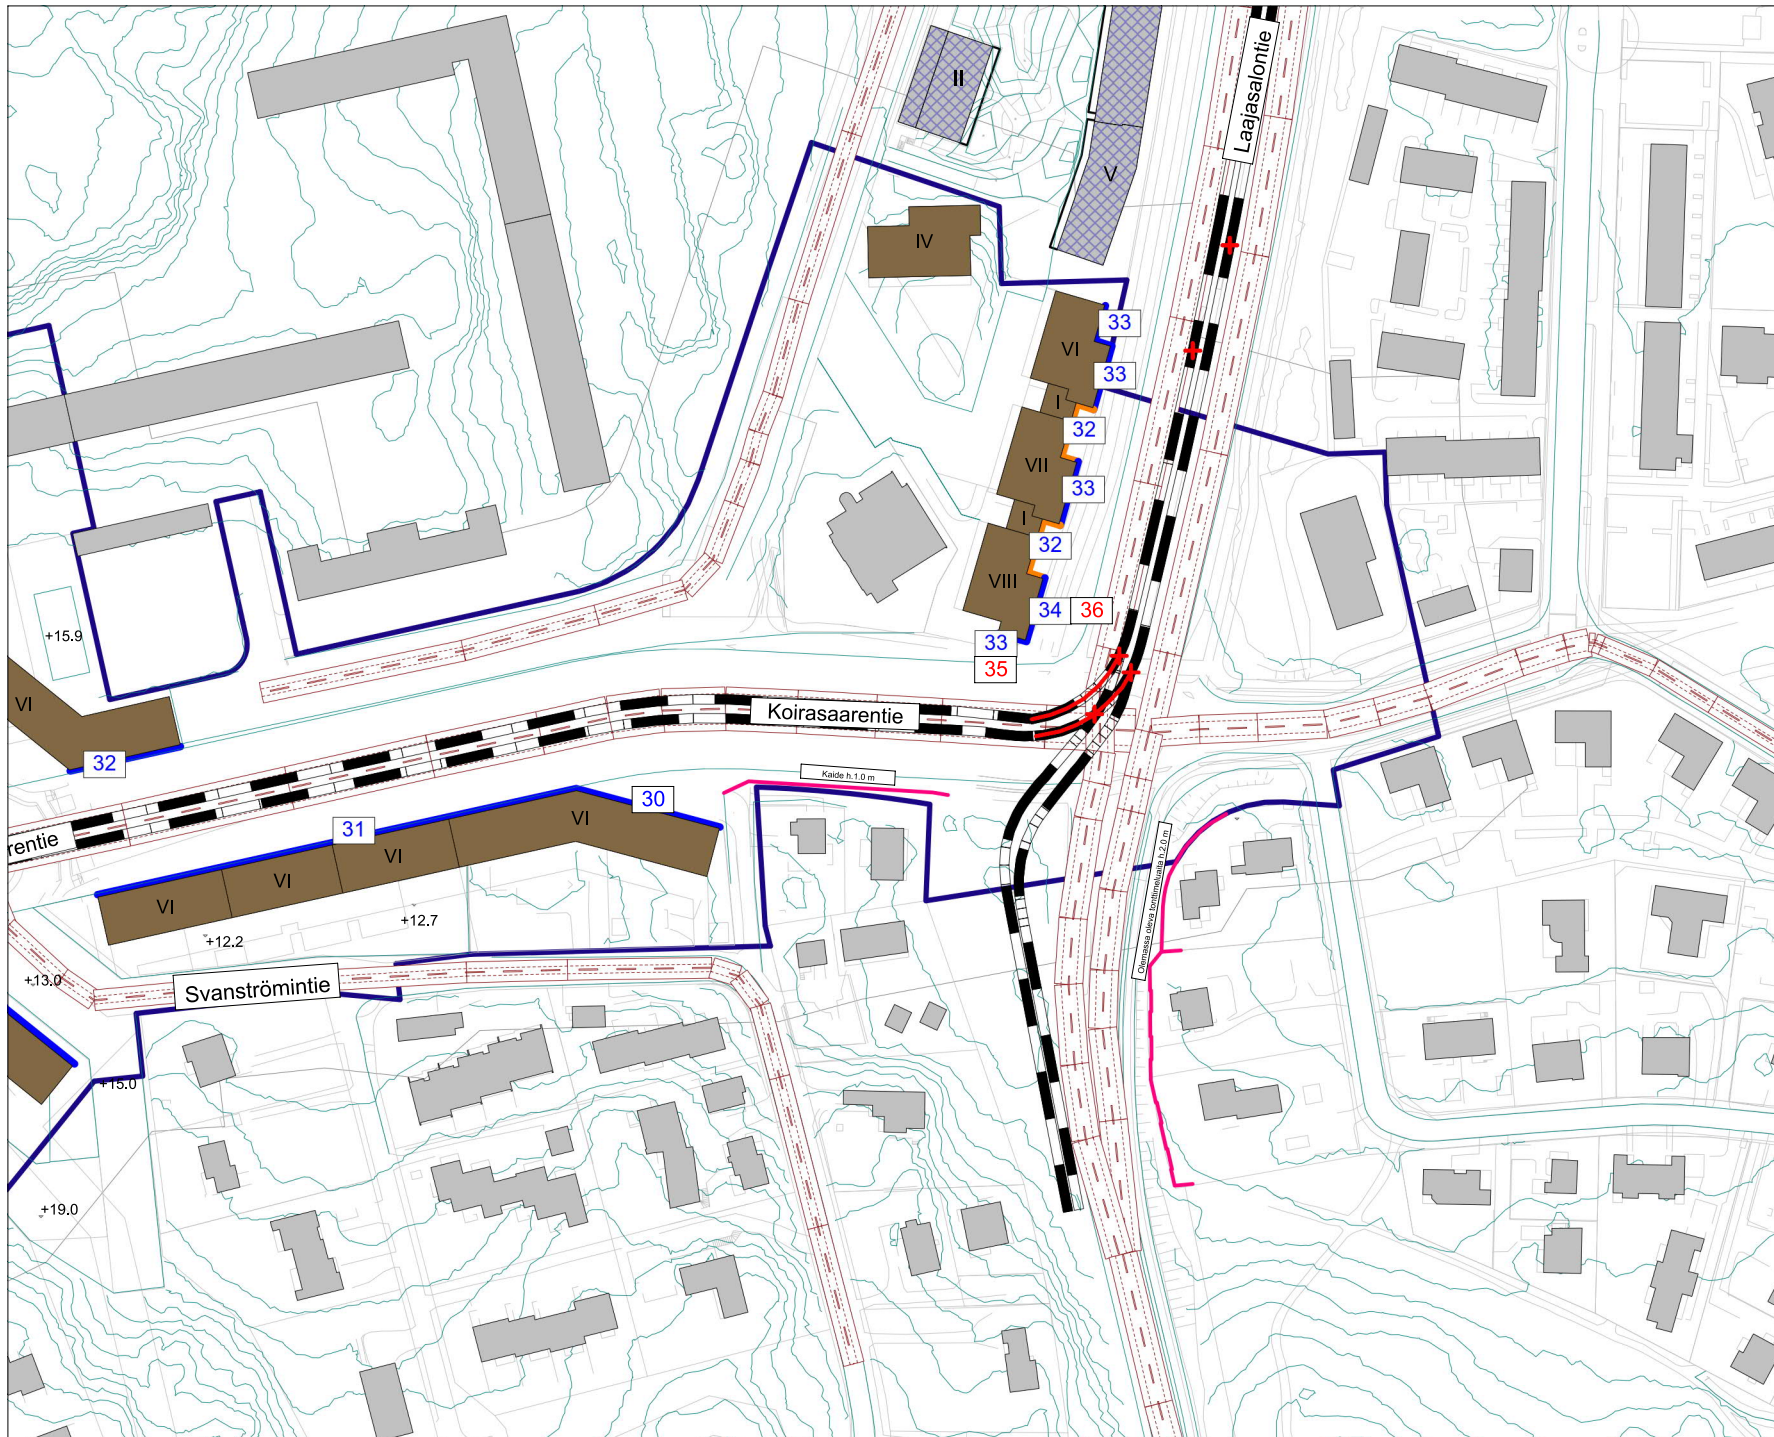 II
Laajasalontie
V
IV
33
VI
33
I
32
VII
33
I
32
VIII
34
36
33
35
+15.9
VI
32
Koirasaarentie
Kaide h.1.0 m
30
31
VI
rentie
VI
VI
VI
Olemassa oleva tonttimelualta h.2.0 m
+12.7
+12.2
+13.0
Svanströmintie
+15.0
+19.0